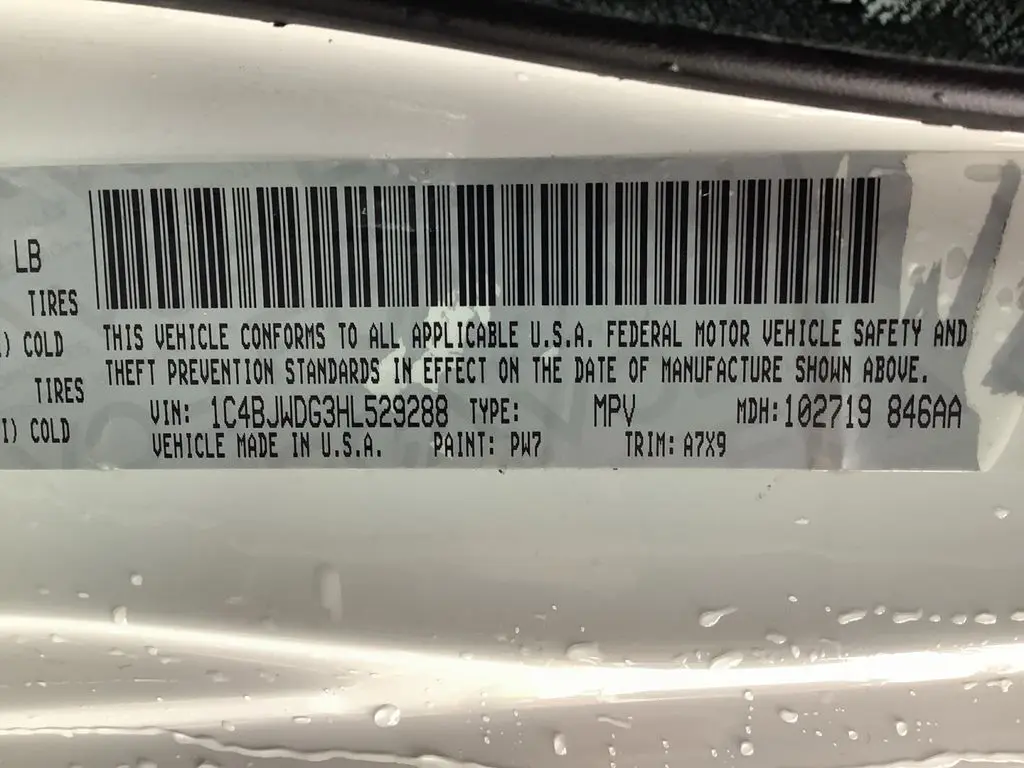 LB
TIRES
) COLD
TIRES
I) COLD
THIS VEHICLE CONFORMS TO ALL APPLICABLE U.S.A. FEDERAL MOTOR VEHICLE SAFETY AND
THEFT PREVENTION STANDARDS IN EFFECT ON THE DATE OF MANUFACTURE SHOWN ABOVE.
VIN: 1C4BJWDG3HL529288 TYPE: MPV MDH:102719 846AA
VEHICLE MADE IN U.S.A. PAINT: PW7 TRIM: A7X9